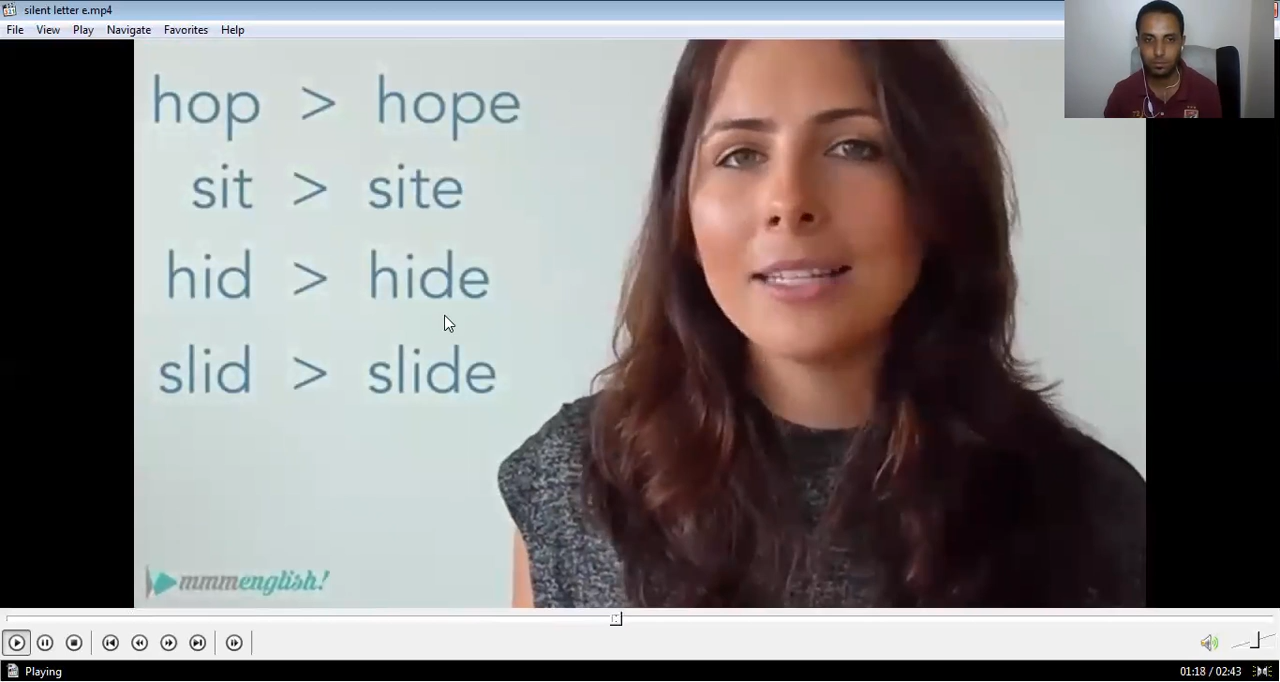 silent letter e.mp4
File View Play Navigate Favorites Help
hop > hope
sit > site
hid > hide
slid > slide
mmmenglish!
Playing
01:18 / 02:43